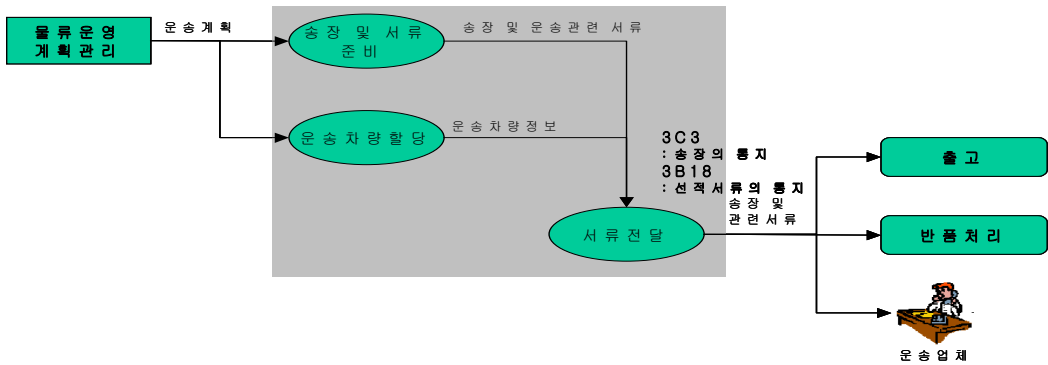 물류운영
계획관리
운송계획
송장 및 서류
준비
송장 및 운송관련 서류
운송차량할당
운송차량정보
3C3
: 송장의 통지
3B18
: 선적서류의 통지
송장 및
관련서류
서류전달
출고
반품처리
운송업체